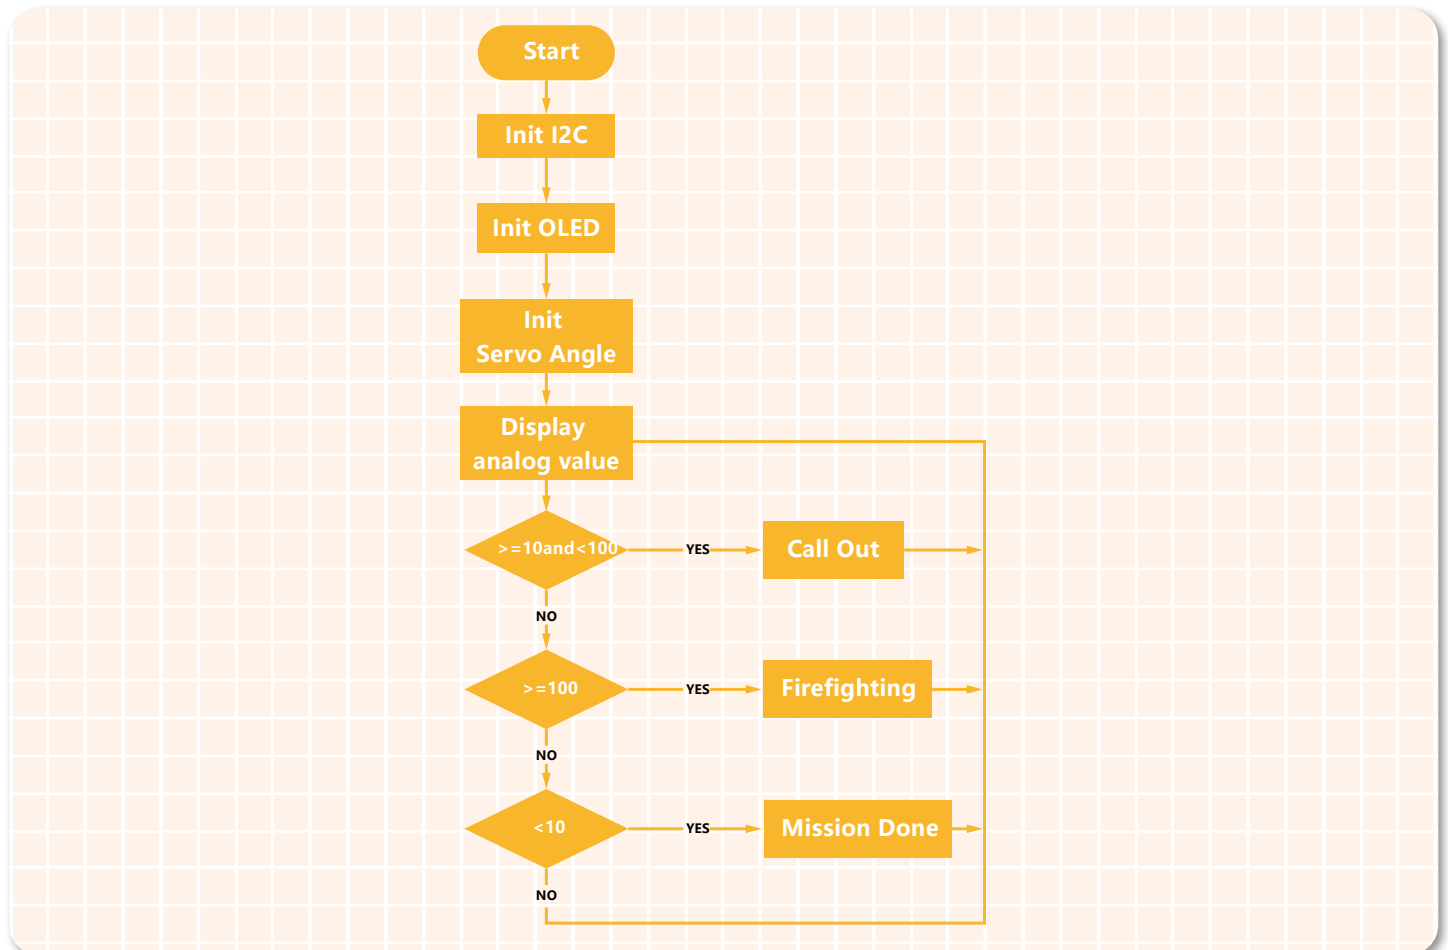 Start
Init I2C
Init OLED
Init
Servo Angle
Display
analog value
>=10and<100
YES
Call Out
NO
>=100
YES
Firefighting
NO
<10
YES
Mission Done
NO